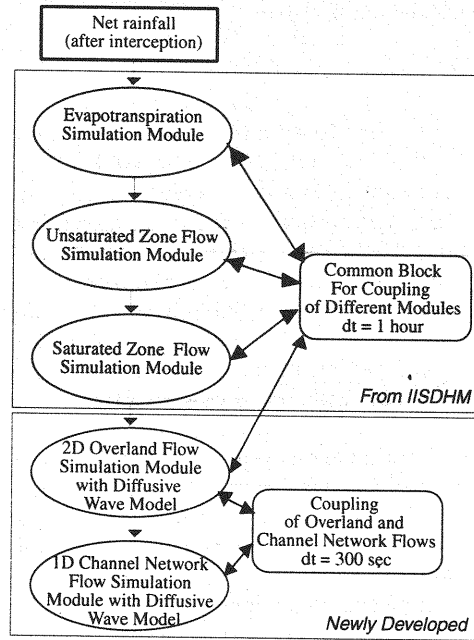 Net rainfall
(after interception)
Evapotranspiration
Simulation Module
Unsaturated Zone Flow
Simulation Module
Common Block
For Coupling
of Different Modules
dt = 1 hour
Saturated Zone Flow
Simulation Module
From IISDHM
2D Overland Flow
Simulation Module
with Diffusive
Wave Model
Coupling
of Overland and
Channel Network Flows
dt = 300 sec
1D Channel Network
Flow Simulation
Module with Diffusive
Wave Model
Newly Developed